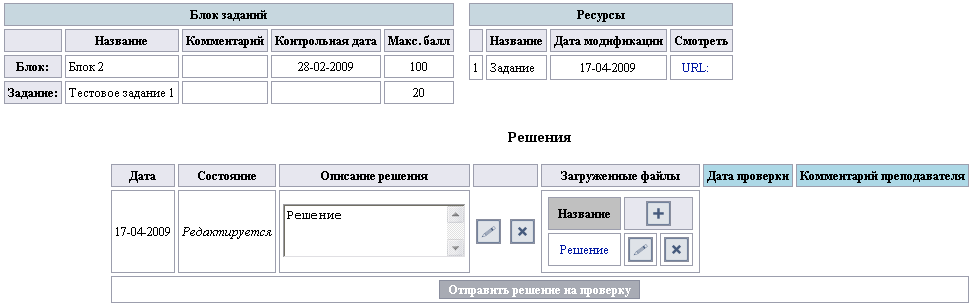 Блок заданий
Название Комментарий Контрольная дата Макс. балл
Блок: Блок 2 28-02-2009 100
Задание: Тестовое задание 1 20
Ресурсы
Название Дата модификации Смотреть
1 Задание 17-04-2009 URL:
Решения
Дата Состояние Описание решения Загруженные файлы Дата проверки Комментарий преподавателя
17-04-2009 Редактируется Решение
Название
Решение
Отправить решение на проверку